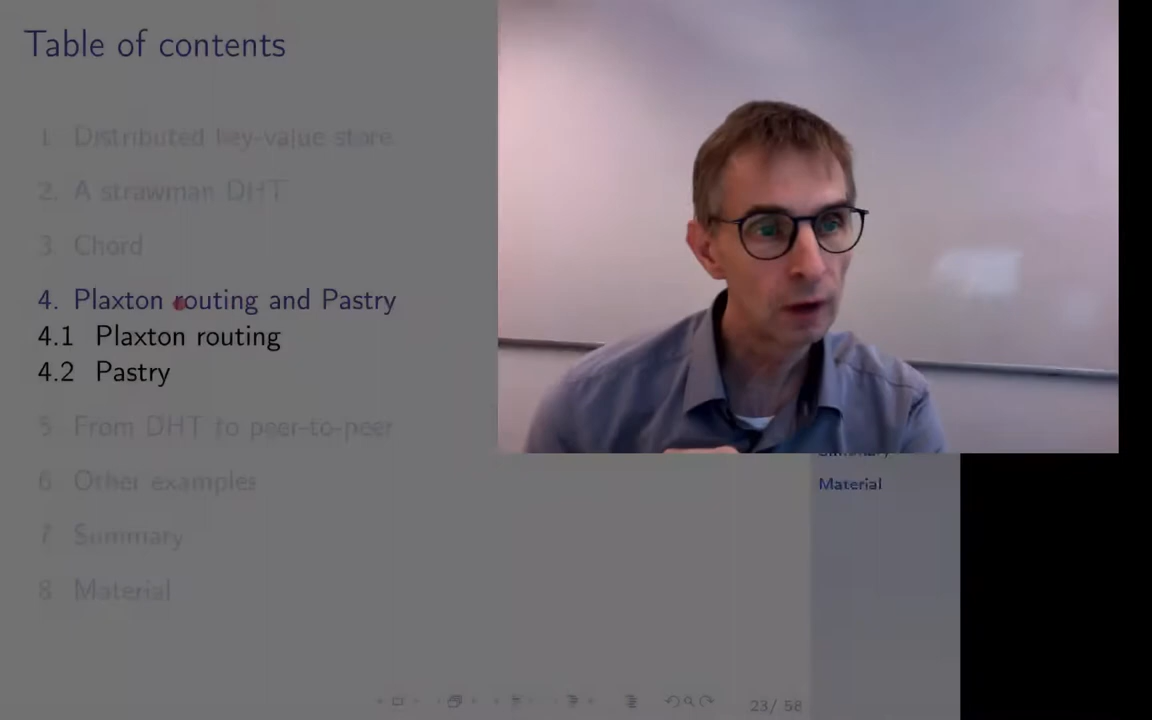 Table of contents
1. Distributed key-value store
2. A strawman DHT
3. Chord
4. Plaxton routing and Pastry
4.1 Plaxton routing
4.2 Pastry
5. From DHT to peer-to-peer
6. Other examples
7. Summary
8. Material
Summary
Material
23/ 58